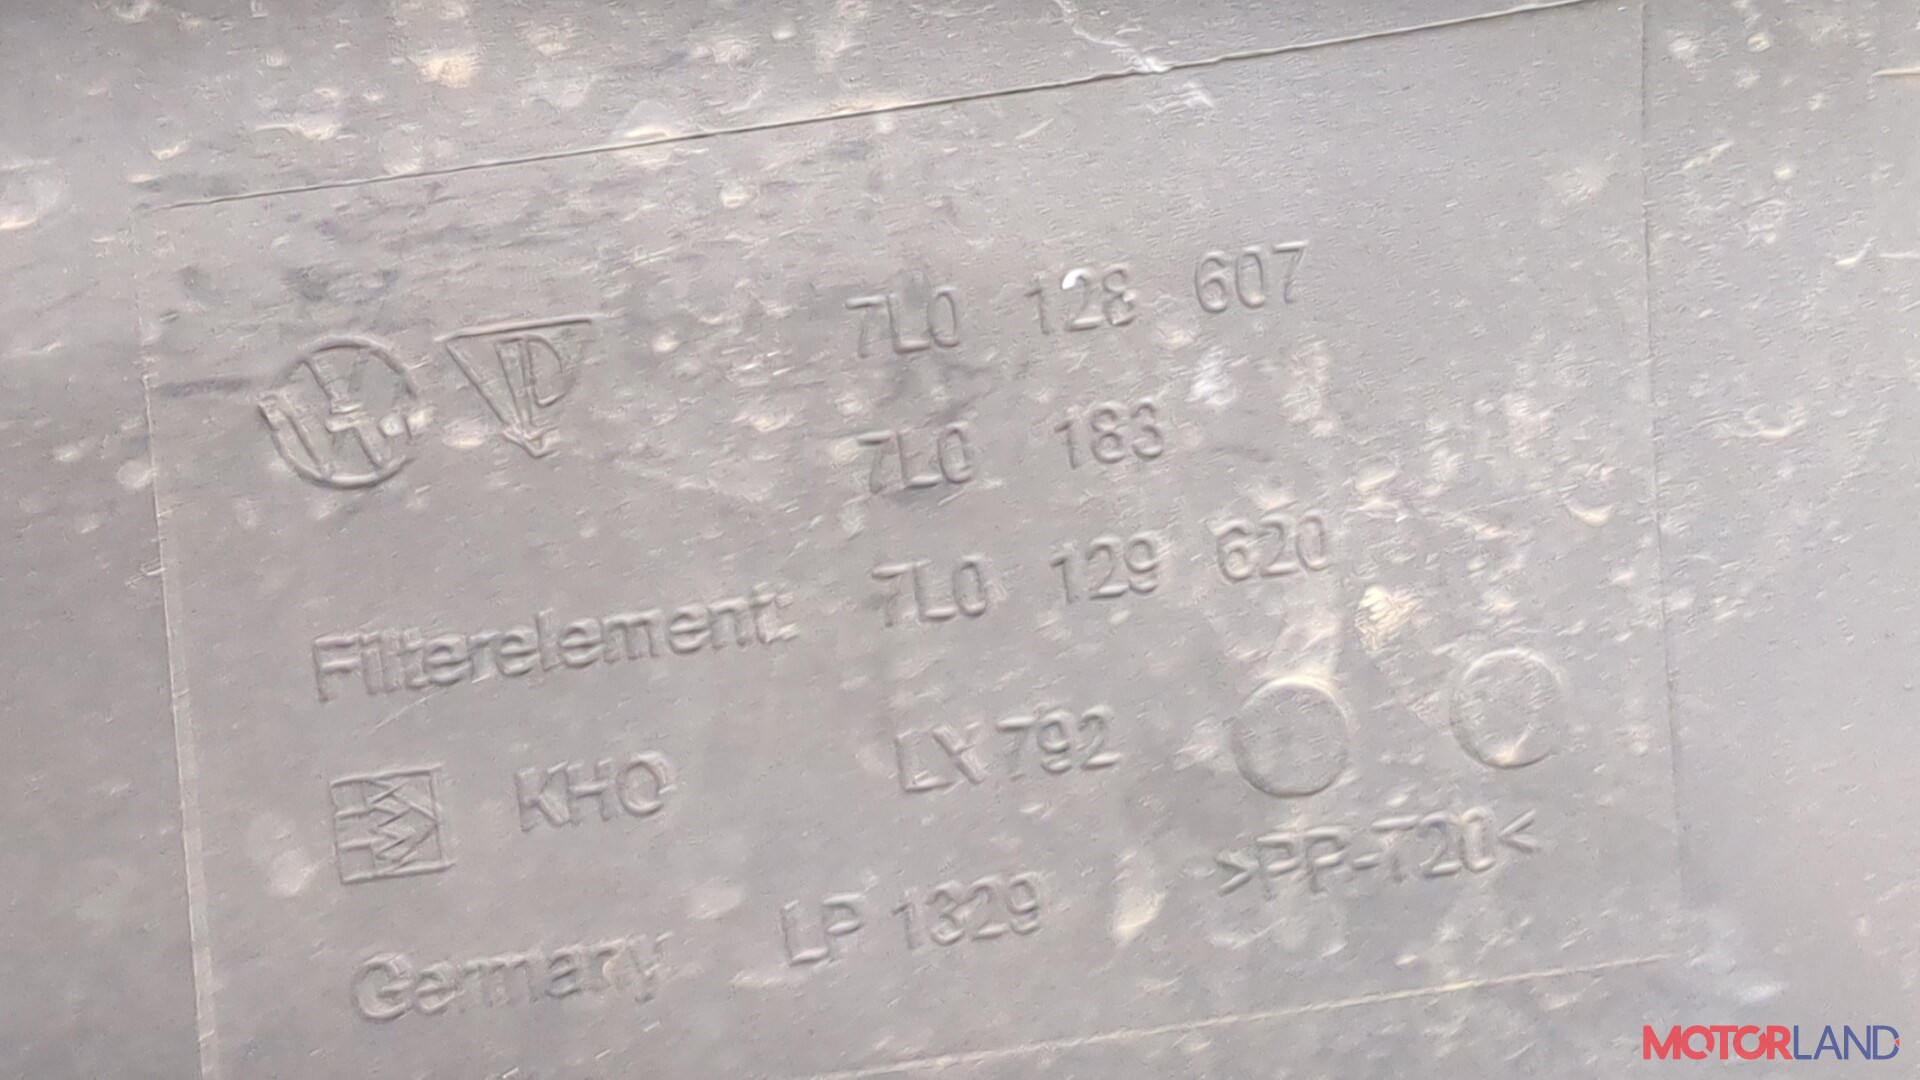 7L0 128 607
7L0 183
Filterelement: 7L0 129 620
KHO LX 792
Germany LP 1329 >PP-T20<
MOTORLAND